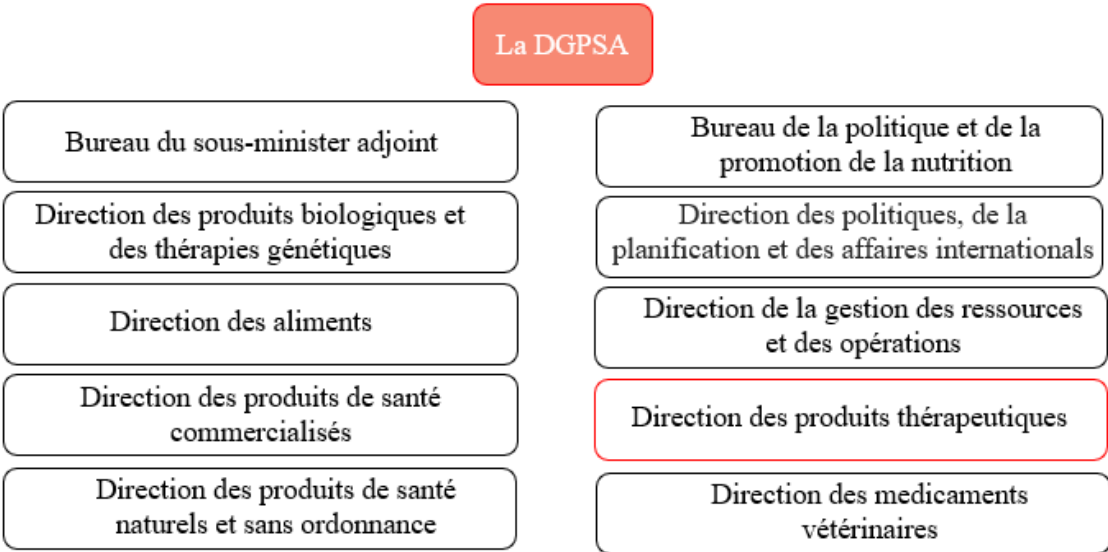 La DGPSA
Bureau du sous-minister adjoint
Direction des produits biologiques et
des thérapies génétiques
Direction des aliments
Direction des produits de santé
commercialisés
Direction des produits de santé
naturels et sans ordonnance
Bureau de la politique et de la
promotion de la nutrition
Direction des politiques, de la
planification et des affaires internationals
Direction de la gestion des ressources
et des opérations
Direction des produits thérapeutiques
Direction des medicaments
vétérinaires